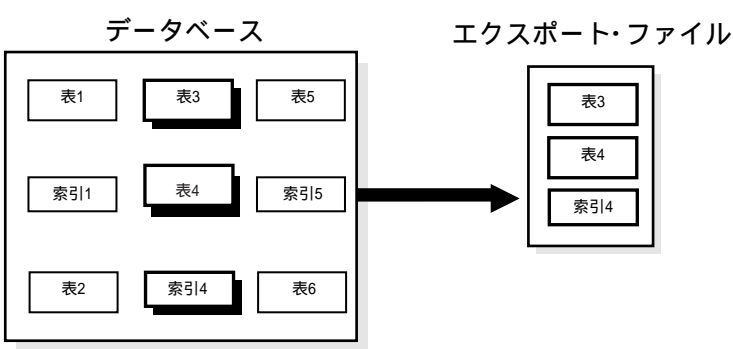 データベース
エクスポート・ファイル
表1
表3
表5
索引1
表4
索引5
表2
索引4
表6
表3
表4
索引4